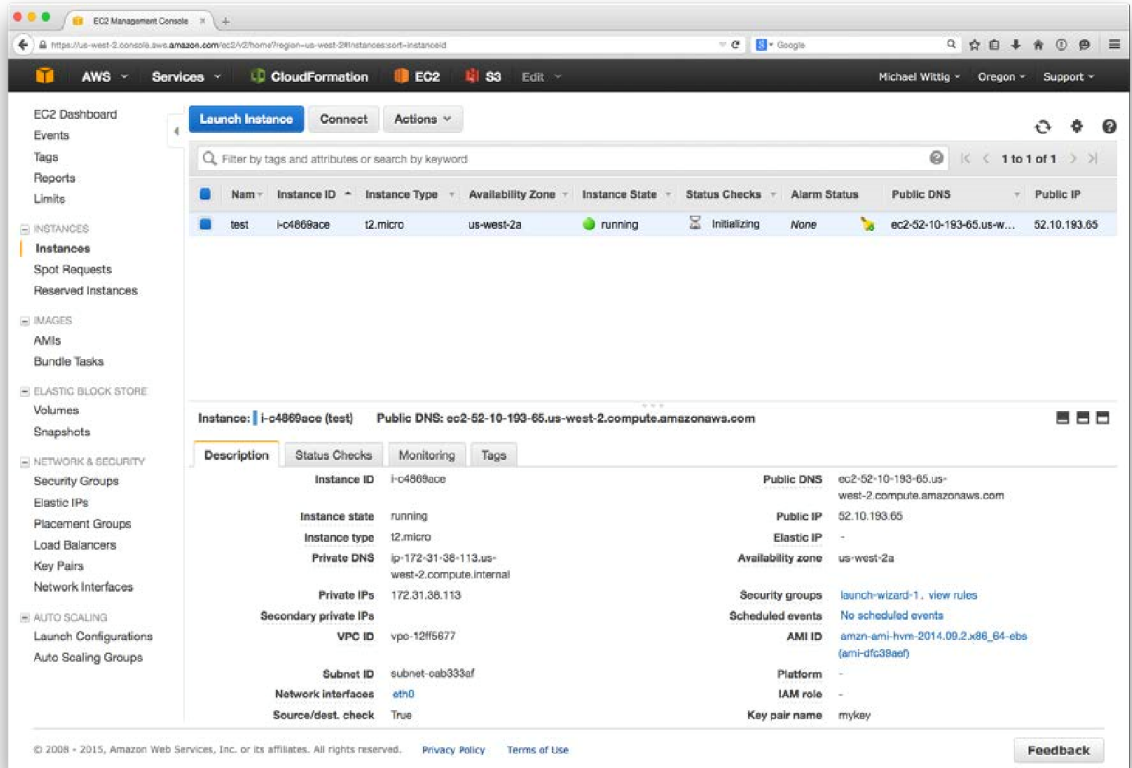 EC2 Management Console
https://us-west-2.console.aws.amazon.com/ec2/v2/home?region=us-west-2#Instances:sort=instanceId
Google
AWS Services CloudFormation EC2 S3 Edit Michael Wittig Oregon Support
EC2 Dashboard
Events
Tags
Reports
Limits
INSTANCES
Instances
Spot Requests
Reserved Instances
IMAGES
AMIs
Bundle Tasks
ELASTIC BLOCK STORE
Volumes
Snapshots
NETWORK & SECURITY
Security Groups
Elastic IPs
Placement Groups
Load Balancers
Key Pairs
Network Interfaces
AUTO SCALING
Launch Configurations
Auto Scaling Groups
Launch Instance Connect Actions
Filter by tags and attributes or search by keyword
1 to 1 of 1
Nam Instance ID Instance Type Availability Zone Instance State Status Checks Alarm Status Public DNS Public IP
test i-c4869ace t2.micro us-west-2a running Initializing None ec2-52-10-193-65.us-w... 52.10.193.65
Instance: i-c4869ace (test) Public DNS: ec2-52-10-193-65.us-west-2.compute.amazonaws.com
Description Status Checks Monitoring Tags
Instance ID i-c4869ace
Instance state running
Instance type t2.micro
Private DNS ip-172-31-38-113.us-
west-2.compute.internal
Private IPs 172.31.38.113
Secondary private IPs
VPC ID vpc-12ff5677
Subnet ID subnet-cab333af
Network interfaces eth0
Source/dest. check True
Public DNS ec2-52-10-193-65.us-
west-2.compute.amazonaws.com
Public IP 52.10.193.65
Elastic IP -
Availability zone us-west-2a
Security groups launch-wizard-1. view rules
Scheduled events No scheduled events
AMI ID amzn-ami-hvm-2014.09.2.x86_64-ebs
(ami-dfc39aef)
Platform -
IAM role -
Key pair name mykey
© 2008 - 2015, Amazon Web Services, Inc. or its affiliates. All rights reserved. Privacy Policy Terms of Use
Feedback